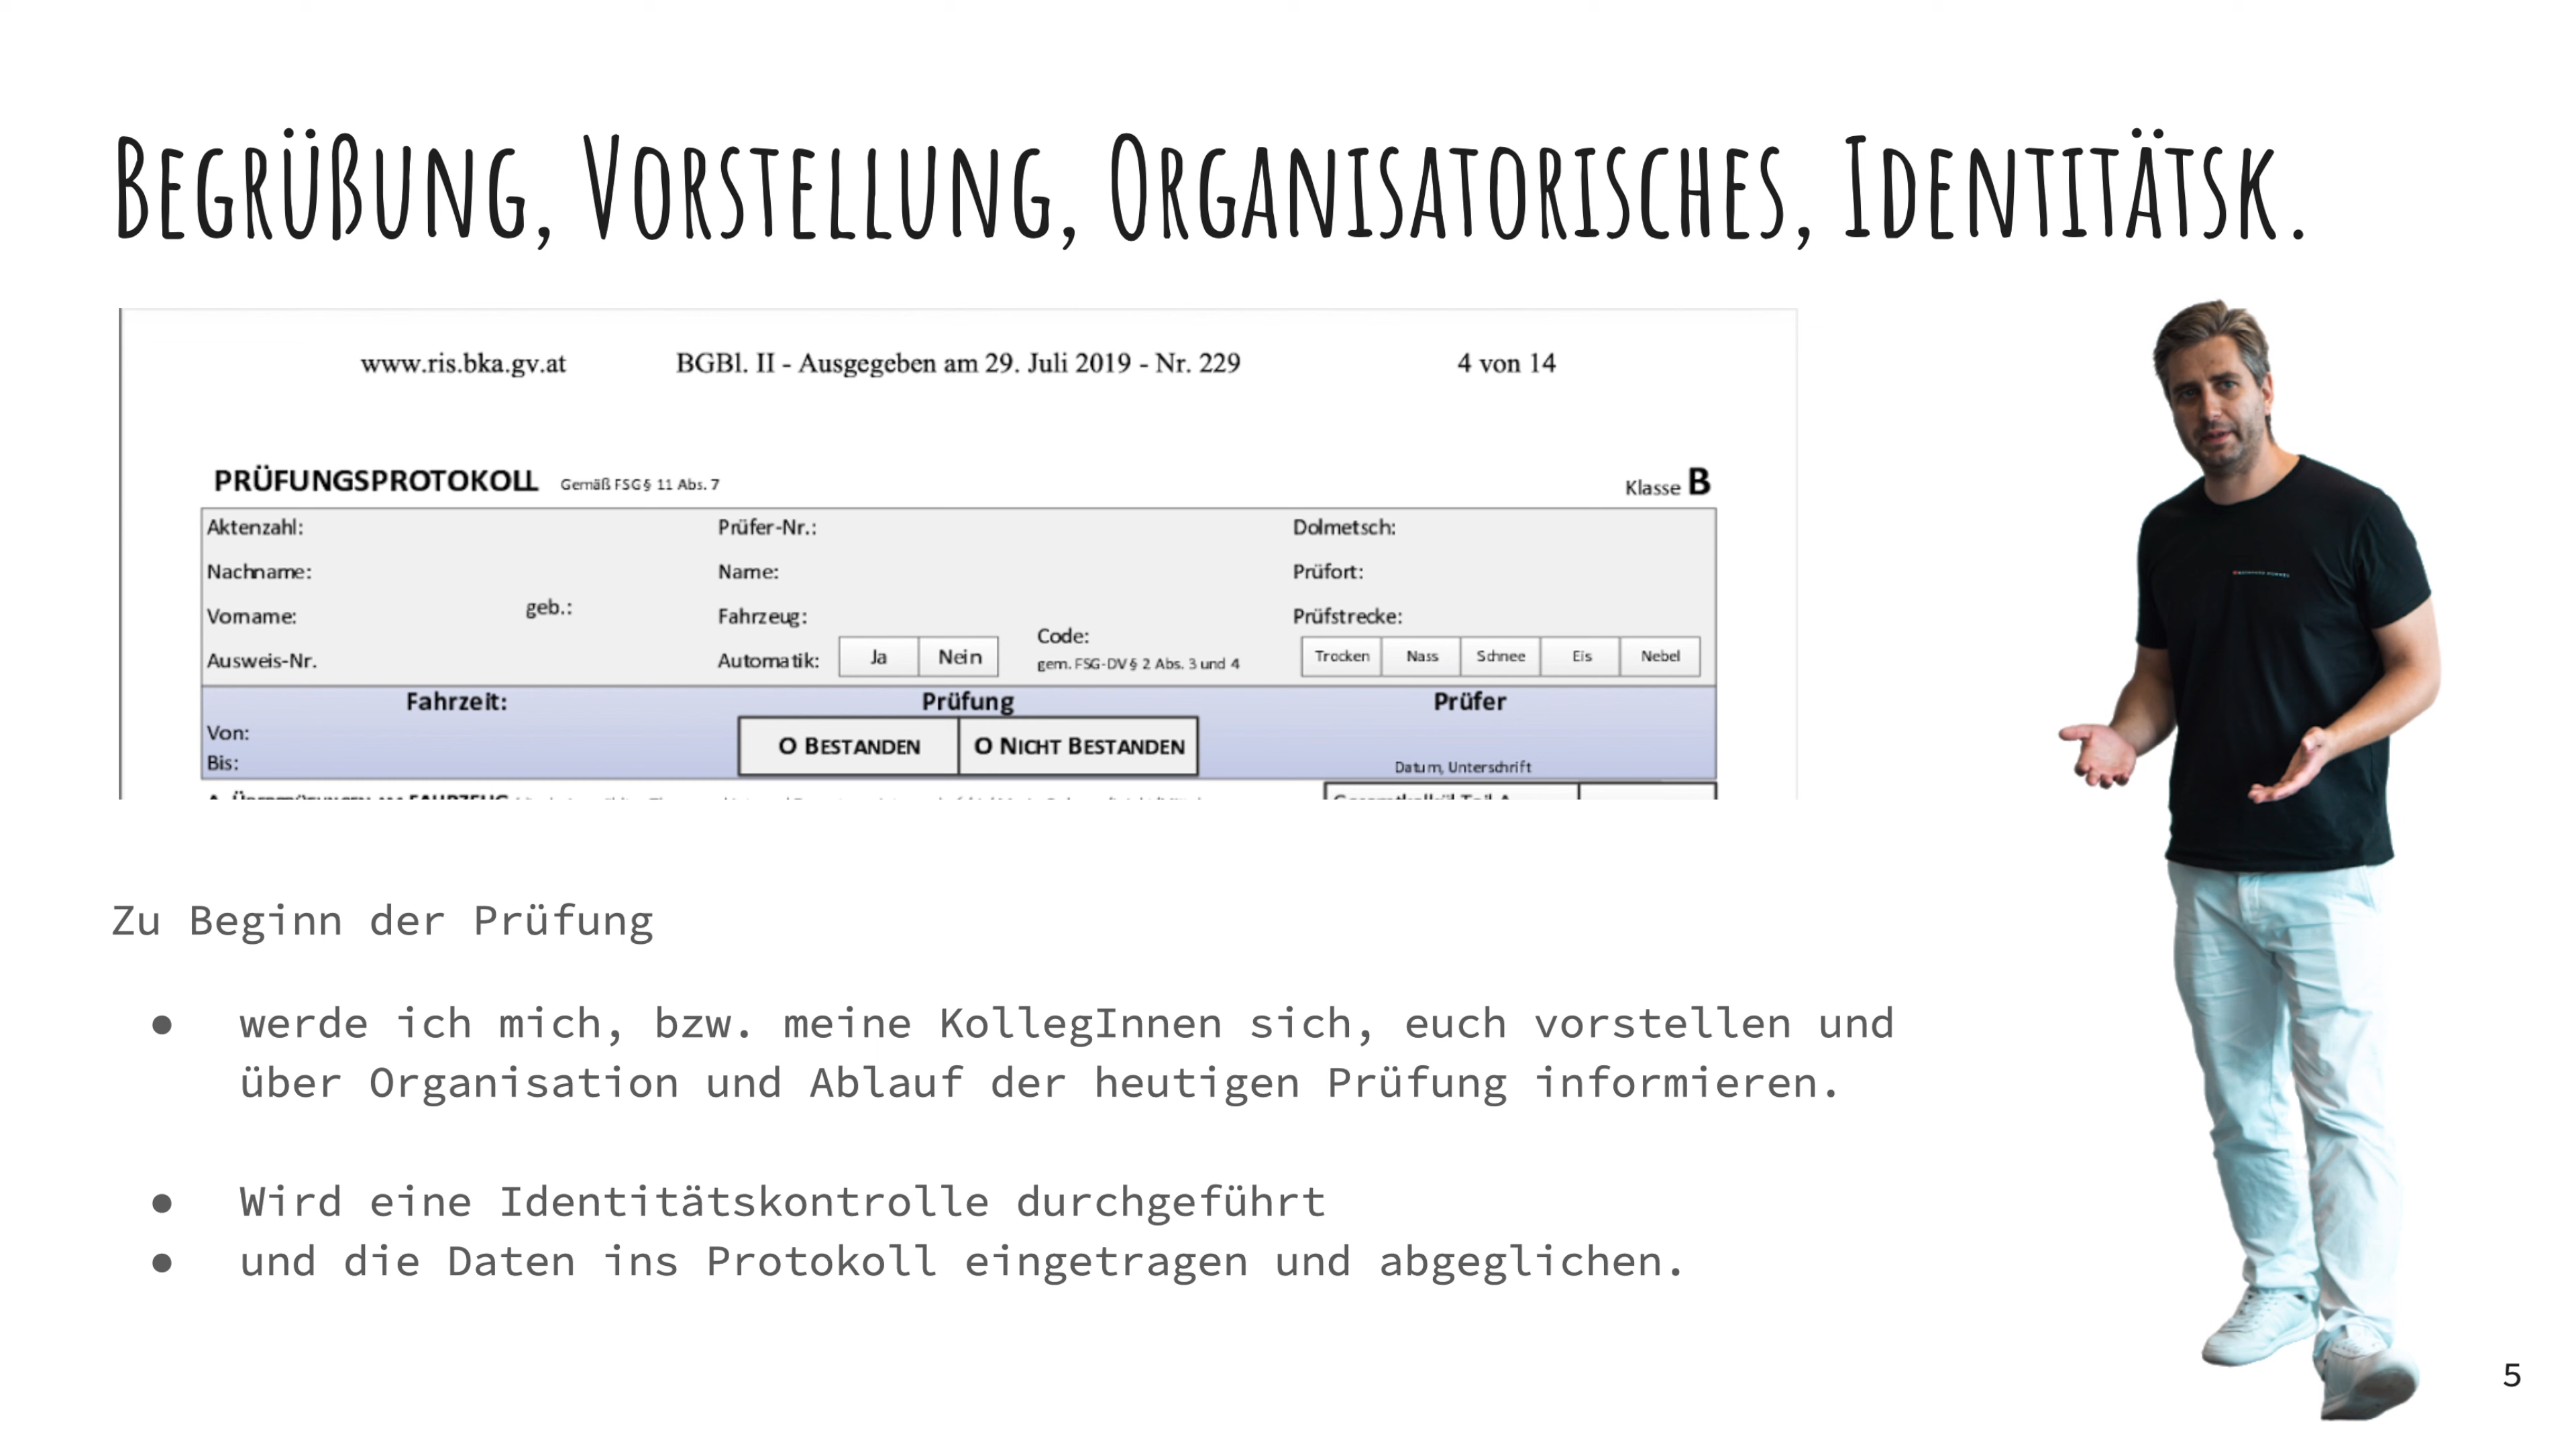 BEGRÜßUNG, VORSTELLUNG, ORGANISATORISCHES, IDENTITÄTSK.
www.ris.bka.gv.at BGBl. II - Ausgegeben am 29. Juli 2019 - Nr. 229 4 von 14
PRÜFUNGSPROTOKOLL Gemäß FSG § 11 Abs. 7 Klasse B
Aktenzahl: Prüfer-Nr.: Dolmetsch:
Nachname: Name: Prüfort:
Vorname: geb.: Fahrzeug: Prüfstrecke:
Ausweis-Nr. Automatik: Ja Nein Code: gem. FSG-DV § 2 Abs. 3 und 4 Trocken Nass Schnee Eis Nebel
Fahrzeit: Prüfung Prüfer
Von: O BESTANDEN O NICHT BESTANDEN
Bis: Datum, Unterschrift
Zu Beginn der Prüfung
● werde ich mich, bzw. meine KollegInnen sich, euch vorstellen und
über Organisation und Ablauf der heutigen Prüfung informieren.
● Wird eine Identitätskontrolle durchgeführt
● und die Daten ins Protokoll eingetragen und abgeglichen.
5